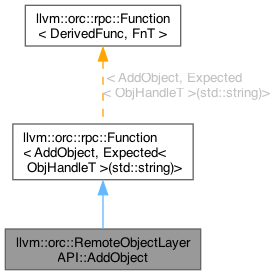 llvm::orc::rpc::Function
< DerivedFunc, FnT >
< AddObject, Expected
< ObjHandleT >(std::string)>
llvm::orc::rpc::Function
< AddObject, Expected<
ObjHandleT >(std::string)>
llvm::orc::RemoteObjectLayer
API::AddObject